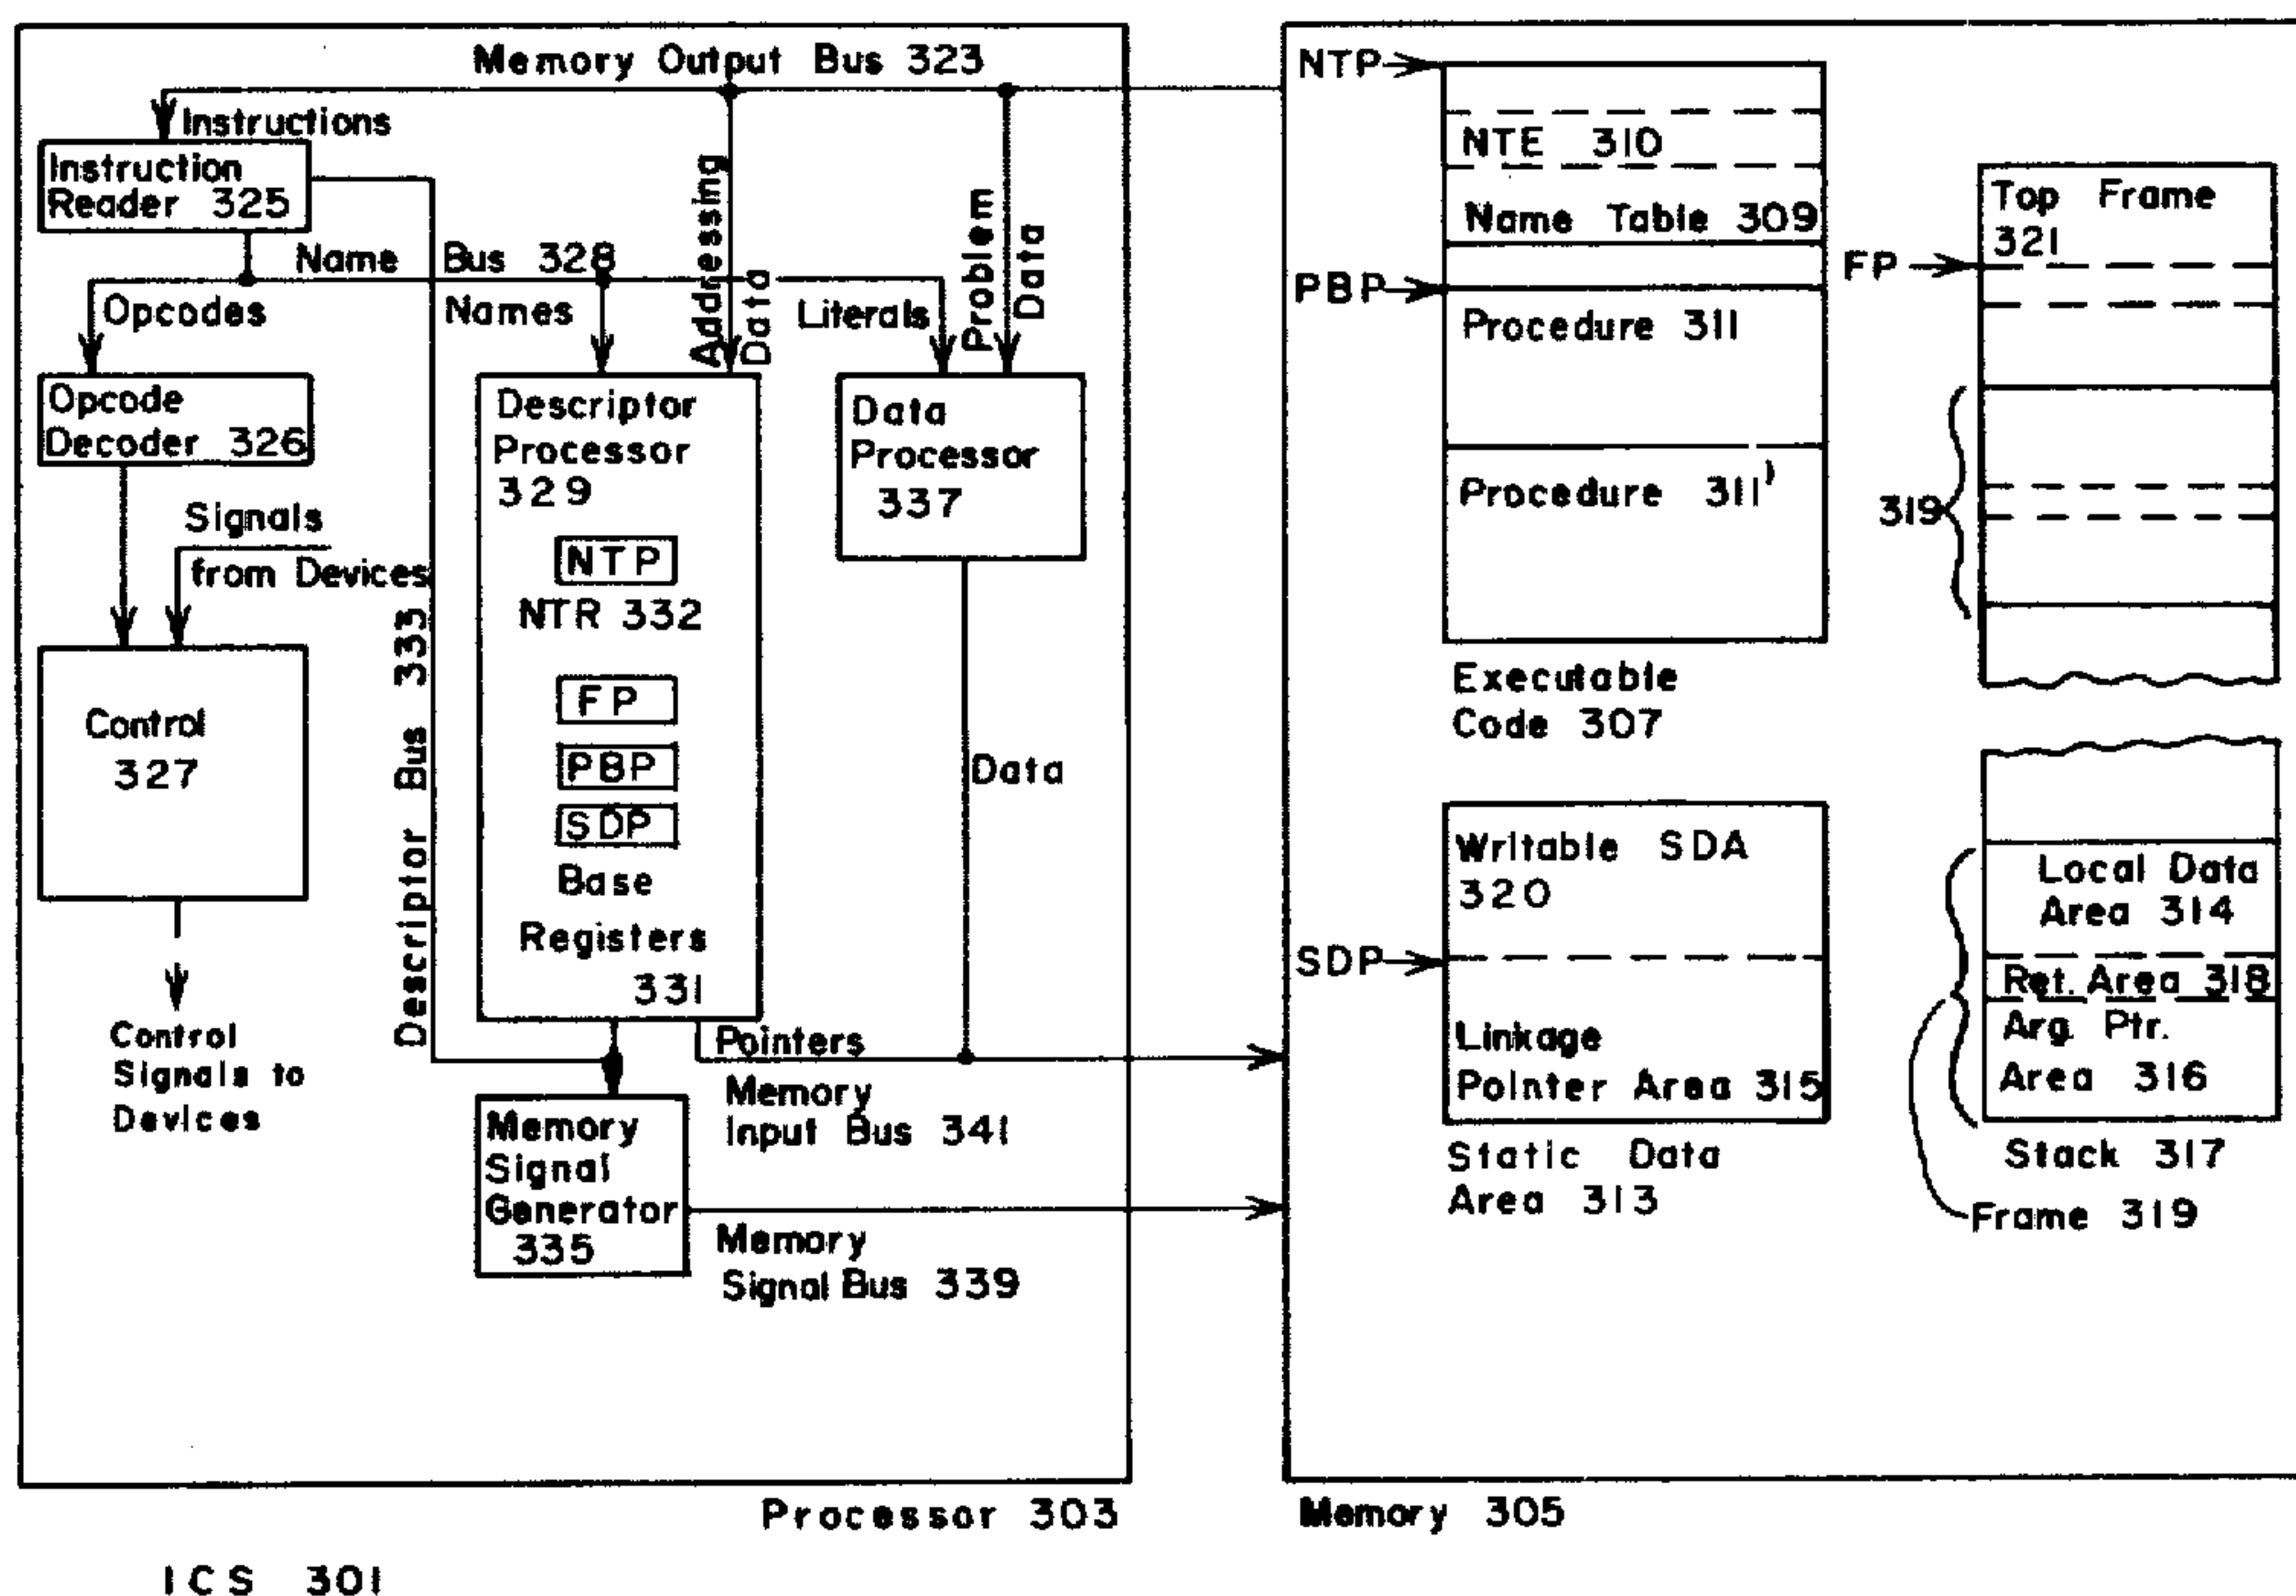 Memory Output Bus 323
Instructions
Instruction
Reader 325
Name Bus 328
Opcodes
Names
Addressing
Data
Literals
Problem
Data
Opcode
Decoder 326
Signals
from Devices
Control
327
Control
Signals to
Devices
Descriptor Bus 333
Descriptor
Processor
329
NTP
NTR 332
FP
PBP
SDP
Base
Registers
331
Data
Processor
337
Data
Pointers
Memory
Input Bus 341
Memory
Signal
Generator
335
Memory
Signal Bus 339
Processor 303
NTP
NTE 310
Name Table 309
PBP
Procedure 311
Procedure 311'
Executable
Code 307
SDP
Writable SDA
320
Linkage
Pointer Area 315
Static Data
Area 313
FP
Top Frame
321
319
Local Data
Area 314
Ret. Area 318
Arg. Ptr.
Area 316
Stack 317
Frame 319
Memory 305
ICS 301